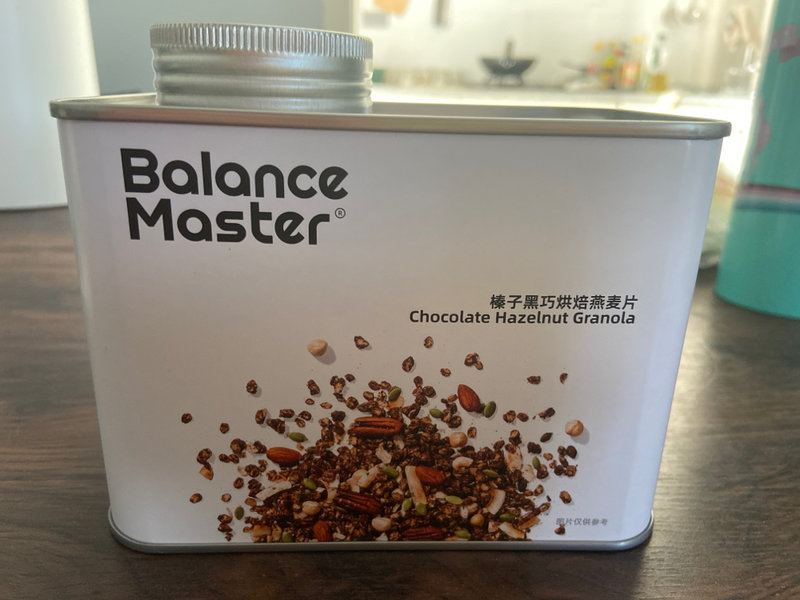 Balance
Master®
榛子黑巧烘焙燕麦片
Chocolate Hazelnut Granola
图片仅供参考